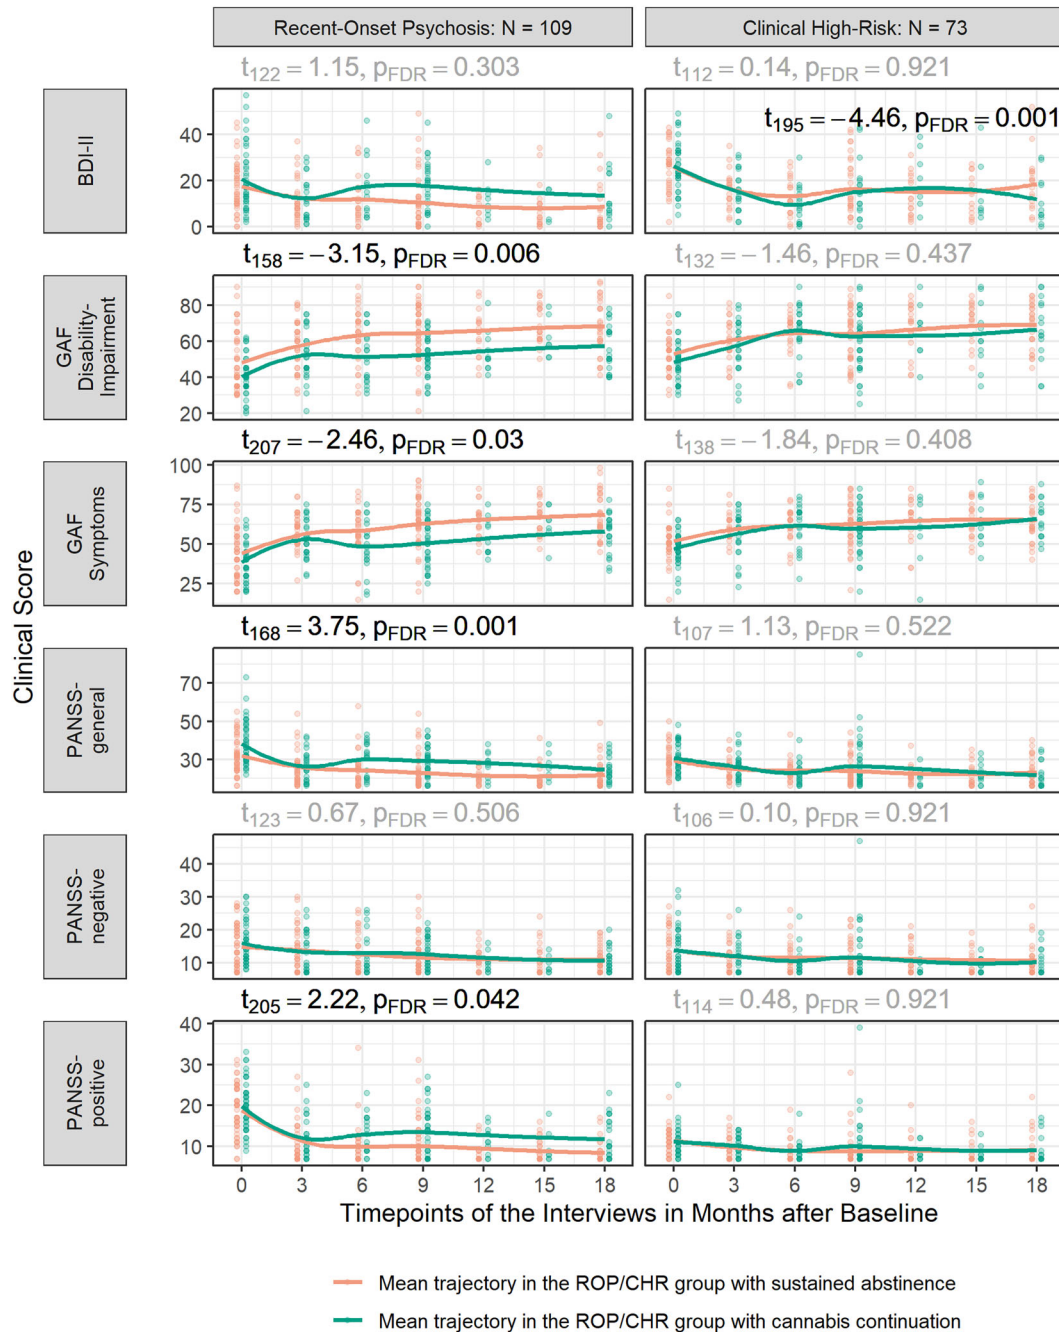 Recent-Onset Psychosis: N = 109
Clinical High-Risk: N = 73
t122 = 1.15, pFDR = 0.303
t112 = 0.14, pFDR = 0.921
t195 = −4.46, pFDR = 0.001
BDI-II
40
20
0
t158 = −3.15, pFDR = 0.006
t132 = −1.46, pFDR = 0.437
GAF
Disability-
Impairment
80
60
40
20
t207 = −2.46, pFDR = 0.03
t138 = −1.84, pFDR = 0.408
GAF
Symptoms
100
75
50
25
Clinical Score
t168 = 3.75, pFDR = 0.001
t107 = 1.13, pFDR = 0.522
PANSS-
general
70
50
30
t123 = 0.67, pFDR = 0.506
t106 = 0.10, pFDR = 0.921
PANSS-
negative
40
30
20
10
t205 = 2.22, pFDR = 0.042
t114 = 0.48, pFDR = 0.921
PANSS-
positive
40
30
20
10
0 3 6 9 12 15 18
0 3 6 9 12 15 18
Timepoints of the Interviews in Months after Baseline
Mean trajectory in the ROP/CHR group with sustained abstinence
Mean trajectory in the ROP/CHR group with cannabis continuation